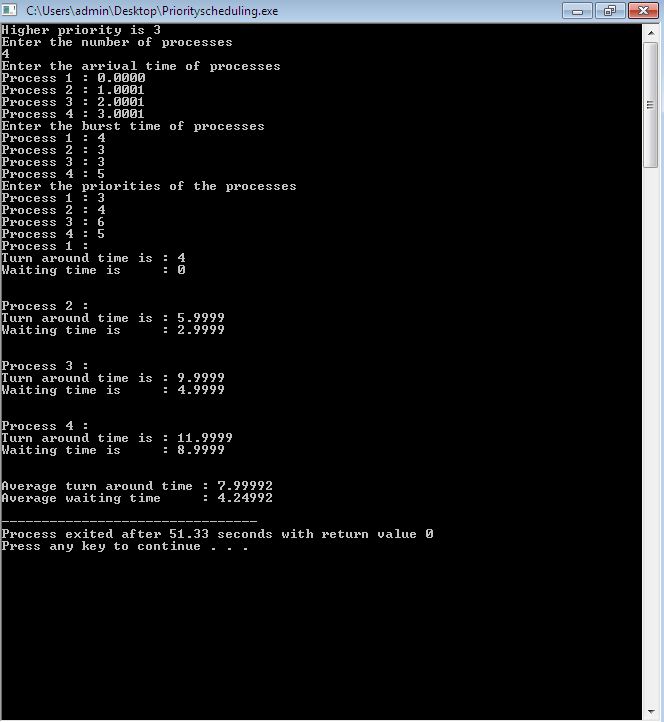 C:\Users\admin\Desktop\Priorityscheduling.exe
Higher priority is 3
Enter the number of processes
4
Enter the arrival time of processes
Process 1 : 0.0000
Process 2 : 1.0001
Process 3 : 2.0001
Process 4 : 3.0001
Enter the burst time of processes
Process 1 : 4
Process 2 : 3
Process 3 : 3
Process 4 : 5
Enter the priorities of the processes
Process 1 : 3
Process 2 : 4
Process 3 : 6
Process 4 : 5
Process 1 :
Turn around time is : 4
Waiting time is     : 0
Process 2 :
Turn around time is : 5.9999
Waiting time is     : 2.9999
Process 3 :
Turn around time is : 9.9999
Waiting time is     : 4.9999
Process 4 :
Turn around time is : 11.9999
Waiting time is     : 8.9999
Average turn around time : 7.99992
Average waiting time     : 4.24992
--------------------------------
Process exited after 51.33 seconds with return value 0
Press any key to continue . . .